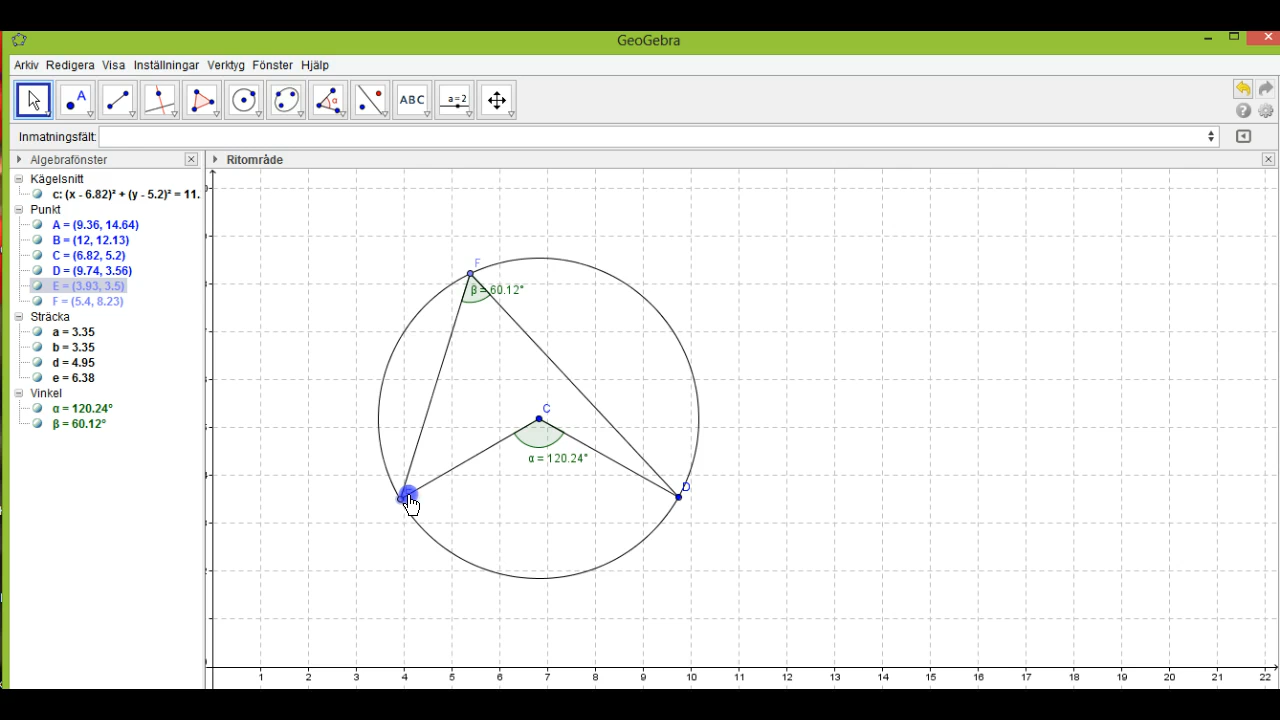 GeoGebra
Arkiv Redigera Visa Inställningar Verktyg Fönster Hjälp
A α ABC a=2
Inmatningsfält:
Algebrafönster
Ritområde
Kägelsnitt
c: (x - 6.82)² + (y - 5.2)² = 11.
Punkt
A = (9.36, 14.64)
B = (12, 12.13)
C = (6.82, 5.2)
D = (9.74, 3.56)
E = (3.93, 3.5)
F = (5.4, 8.23)
Sträcka
a = 3.35
b = 3.35
d = 4.95
e = 6.38
Vinkel
α = 120.24°
β = 60.12°
F
β = 60.12°
C
α = 120.24°
D
1 2 3 4 5 6 7 8 9 10 11 12 13 14 15 16 17 18 19 20 21 22